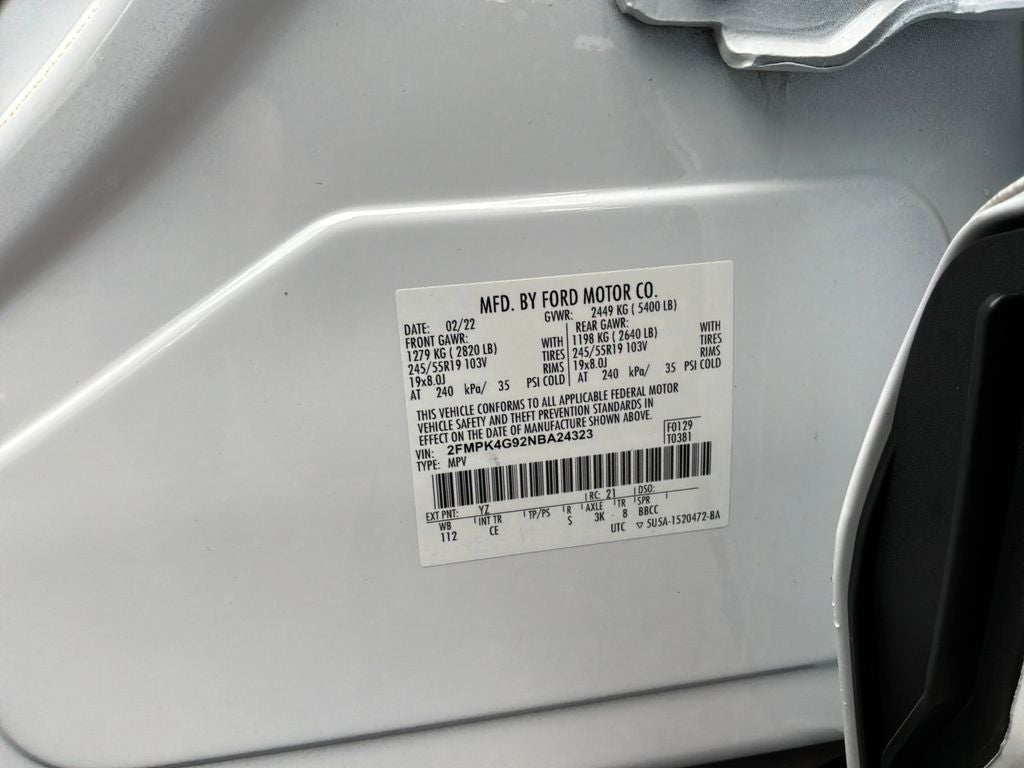 MFD. BY FORD MOTOR CO.
DATE: 02/22 GVWR: 2449 KG ( 5400 LB)
FRONT GAWR: REAR GAWR:
1279 KG ( 2820 LB) WITH 1198 KG ( 2640 LB) WITH
245/55R19 103V TIRES 245/55R19 103V TIRES
19x8.0J RIMS 19x8.0J RIMS
AT 240 kPa/ 35 PSI COLD AT 240 kPa/ 35 PSI COLD
THIS VEHICLE CONFORMS TO ALL APPLICABLE FEDERAL MOTOR
VEHICLE SAFETY AND THEFT PREVENTION STANDARDS IN
EFFECT ON THE DATE OF MANUFACTURE SHOWN ABOVE.
VIN: 2FMPK4G92NBA24323 F0129
TYPE: MPV T0381
EXT PNT: YZ RC: 21 DSO:
WB INT TR TP/PS R AXLE TR SPR
112 CE S 3K 8 BBCC
UTC ▽ 5U5A-1520472-BA